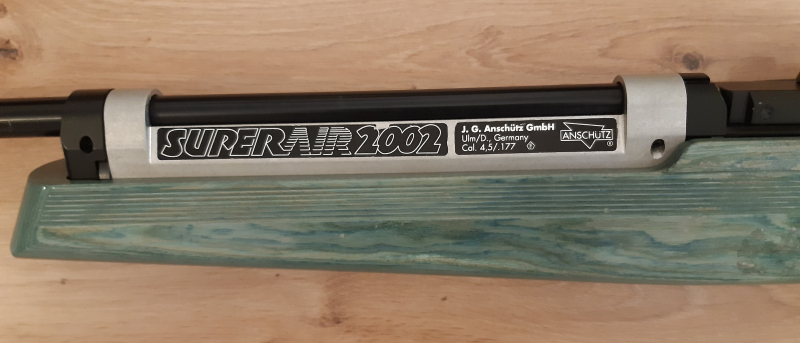 SUPERAIR 2002
J. G. Anschütz GmbH
Ulm/D., Germany
Cal. 4,5/.177
ANSCHÜTZ
®